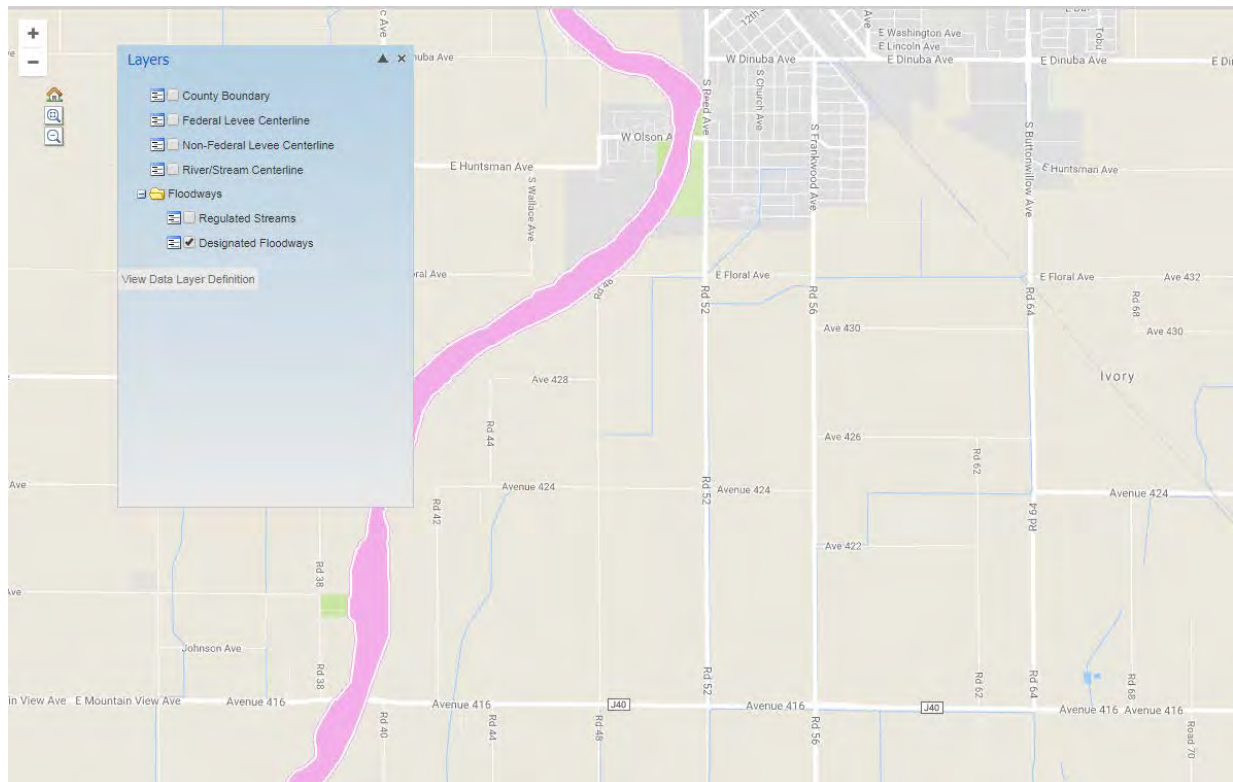 +
−
Layers
County Boundary
Federal Levee Centerline
Non-Federal Levee Centerline
River/Stream Centerline
Floodways
Regulated Streams
Designated Floodways
View Data Layer Definition
c Ave
nuba Ave
12th
E Washington Ave
E Lincoln Ave
W Dinuba Ave
E Dinuba Ave
E Dinuba Ave
E Di
Tobu
S Reed Ave
S Church Ave
S Frankwood Ave
S Buttonwillow Ave
W Olson A
E Huntsman Ave
E Huntsman Ave
S Wallace Ave
ral Ave
E Floral Ave
E Floral Ave
Ave 432
Rd 48
Rd 52
Rd 56
Rd 64
Rd 68
Ave 430
Ave 430
Ivory
Ave 428
Rd 44
Ave 426
Rd 62
Ave
Avenue 424
Avenue 424
Avenue 424
Rd 42
Rd 52
Rd 64
Ave 422
Ave
Rd 38
Johnson Ave
Rd 38
Rd 52
Rd 62
Rd 64
Rd 68
in View Ave
E Mountain View Ave
Avenue 416
Avenue 416
J40
Avenue 416
J40
Avenue 416
Avenue 416
Rd 40
Rd 44
Rd 48
Rd 56
Road 70